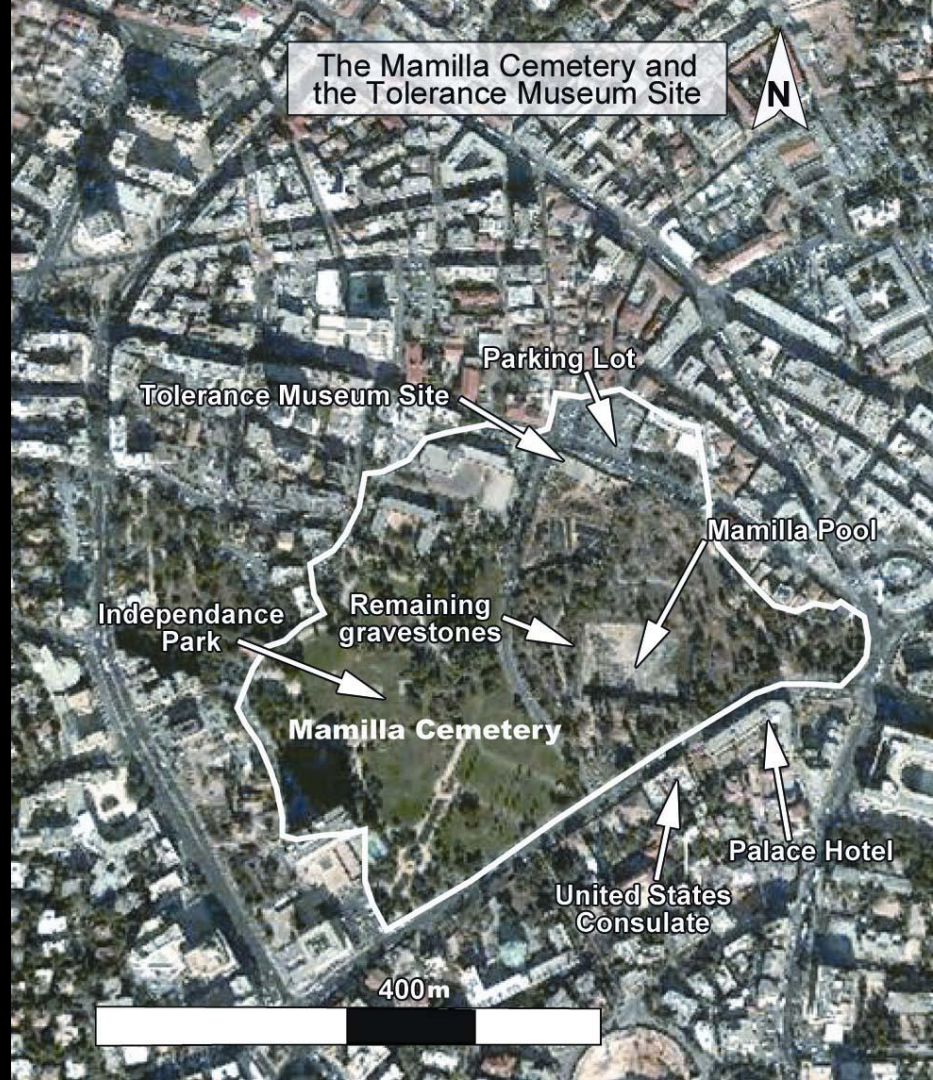 The Mamilla Cemetery and
the Tolerance Museum Site
N
Parking Lot
Tolerance Museum Site
Mamilla Pool
Independance
Park
Remaining
gravestones
Mamilla Cemetery
Palace Hotel
United States
Consulate
400m